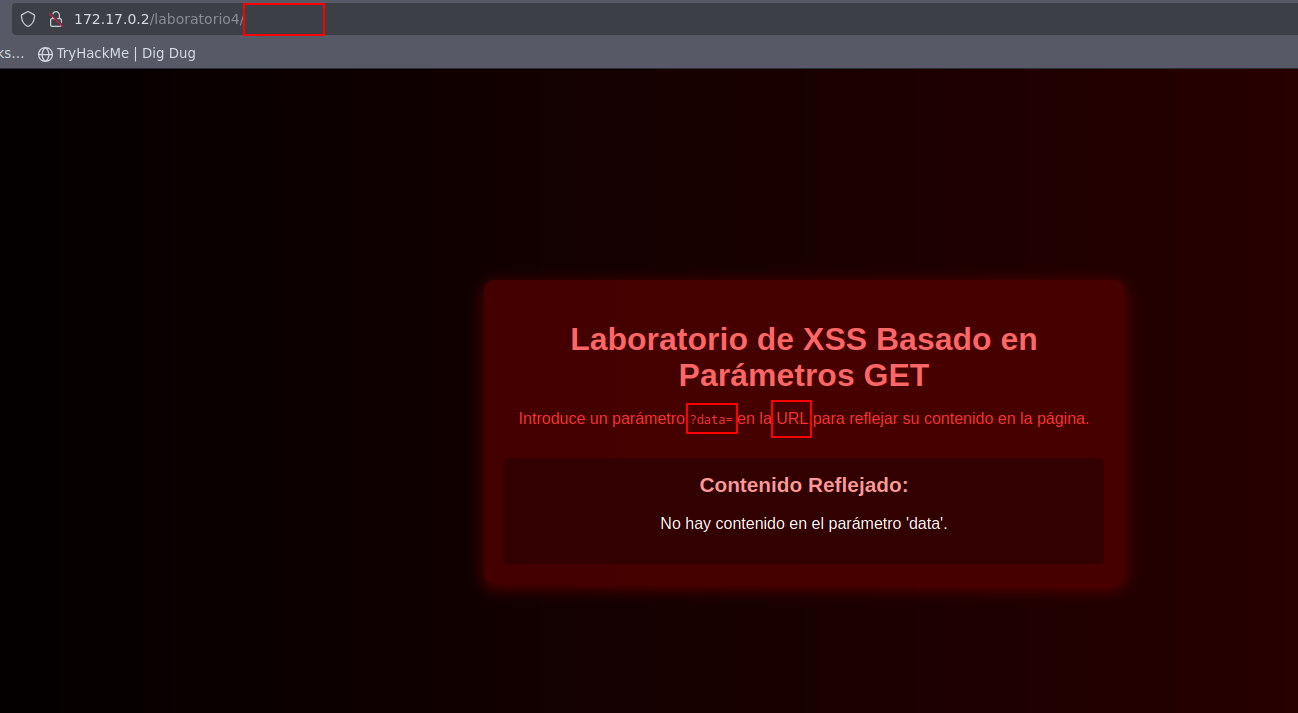 172.17.0.2/laboratorio4/
ks... TryHackMe | Dig Dug
Laboratorio de XSS Basado en
Parámetros GET
Introduce un parámetro ?data= en la URL para reflejar su contenido en la página.
Contenido Reflejado:
No hay contenido en el parámetro 'data'.